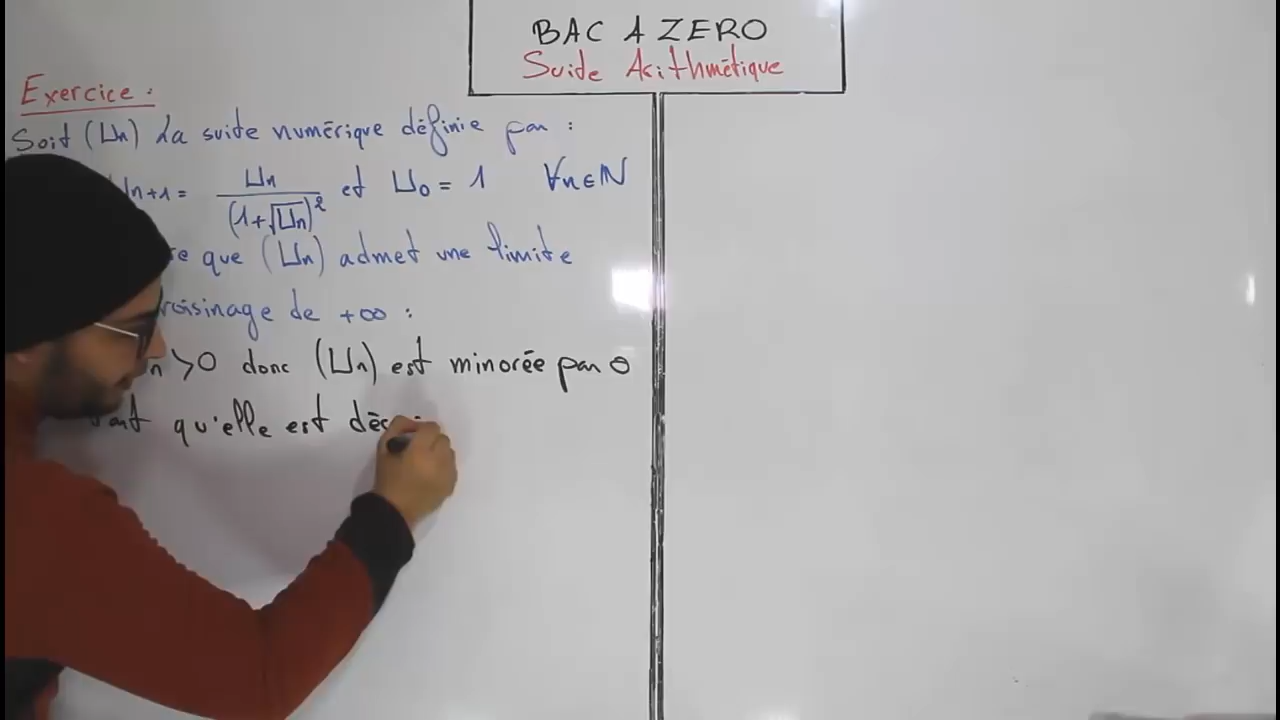 BAC A ZERO
Suite Arithmétique
Exercice :
Soit (Un) la suite numérique définie par :
n+1 = Un / (1+√Un)² et U0 = 1 ∀n∈ℕ
que (Un) admet une limite
voisinage de +∞ :
n >0 donc (Un) est minorée par 0
qu'elle est déc